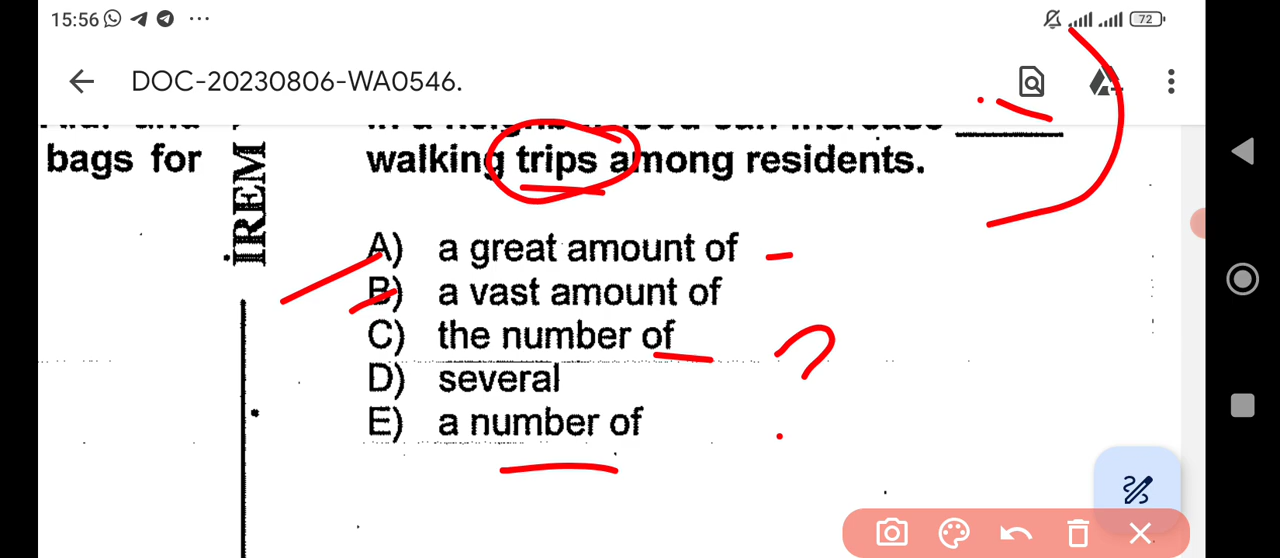 15:56
72
DOC-20230806-WA0546.
bags for
walking trips among residents.
İREM
A) a great amount of
B) a vast amount of
C) the number of
D) several
E) a number of